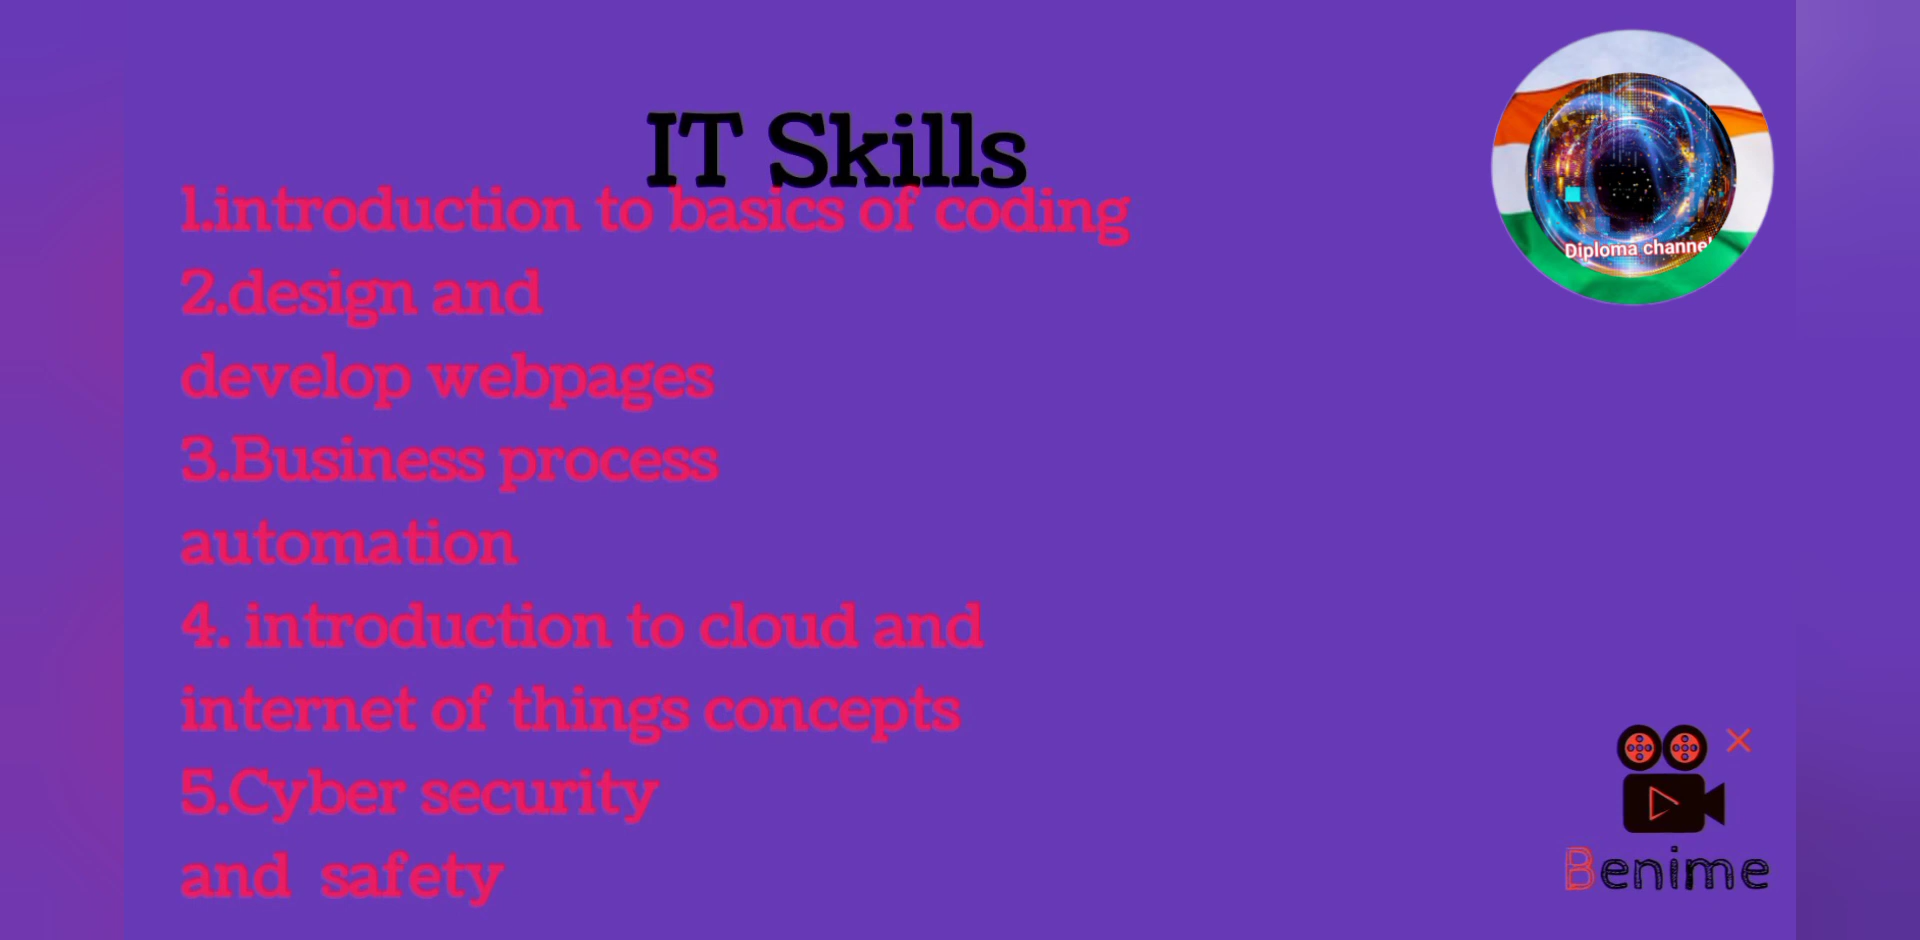 IT Skills
1.introduction to basics of coding
2.design and
develop webpages
3.Business process
automation
4. introduction to cloud and
internet of things concepts
5.Cyber security
and safety
Diploma channel
Benime